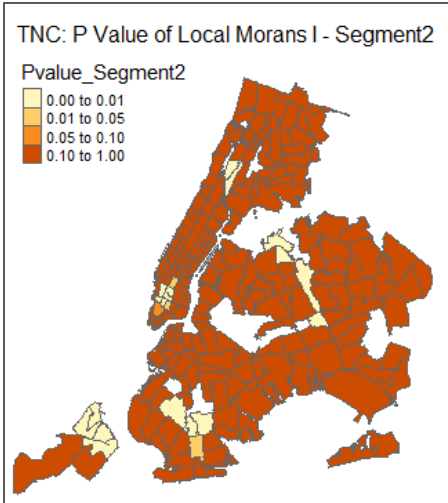 TNC: P Value of Local Morans I - Segment2
Pvalue_Segment2
0.00 to 0.01
0.01 to 0.05
0.05 to 0.10
0.10 to 1.00